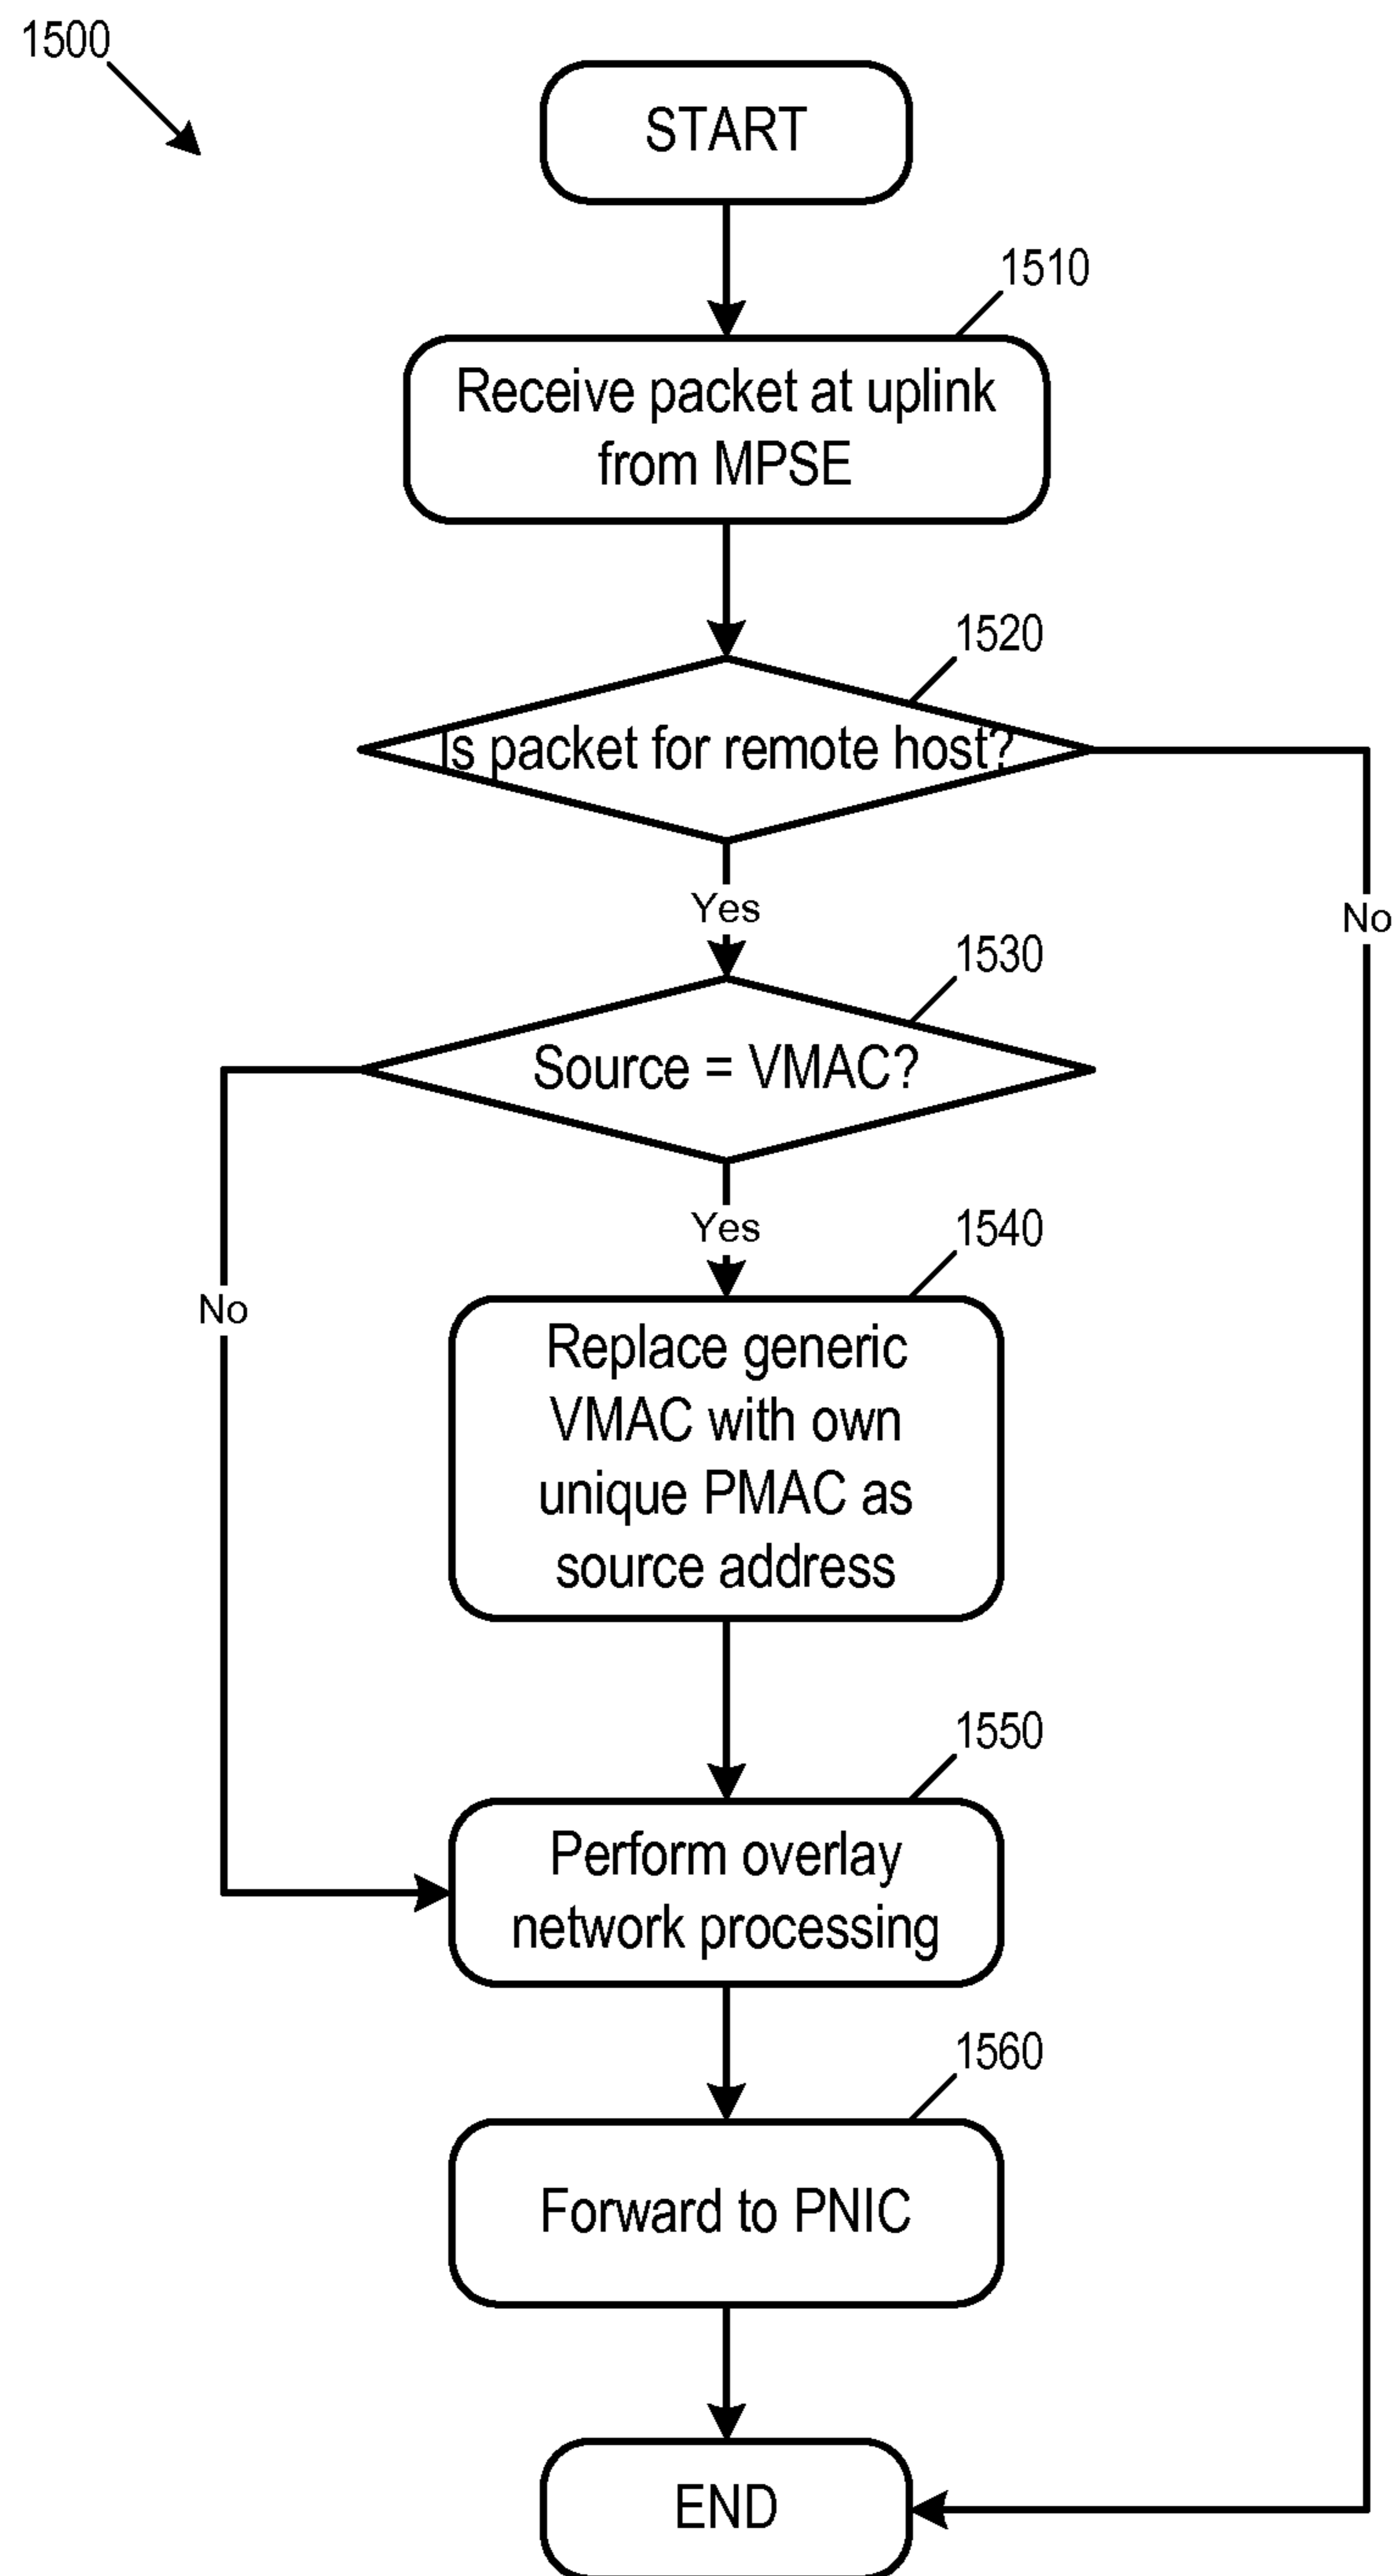 1500
START
1510
Receive packet at uplink
from MPSE
1520
Is packet for remote host?
Yes
No
1530
Source = VMAC?
Yes
1540
No
Replace generic
VMAC with own
unique PMAC as
source address
1550
Perform overlay
network processing
1560
Forward to PNIC
END